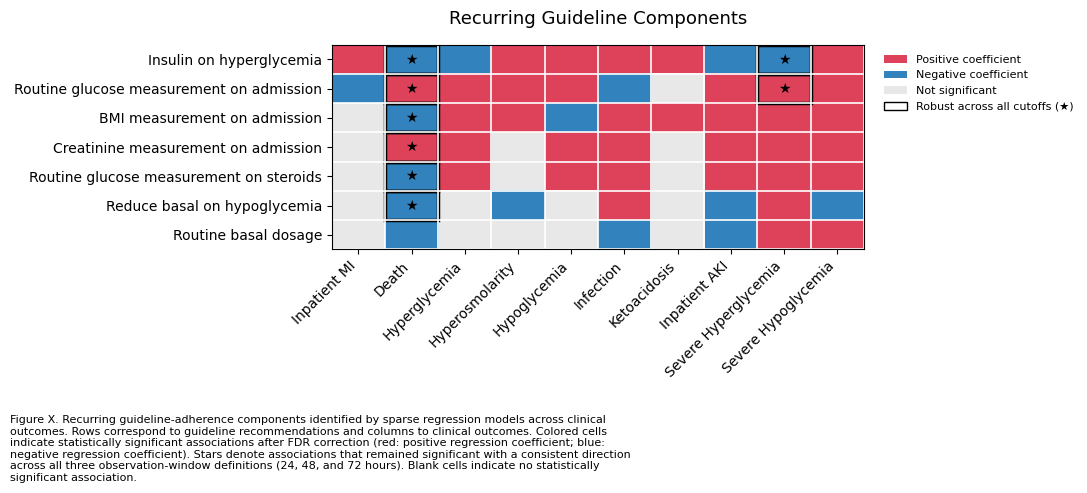 Recurring Guideline Components
Insulin on hyperglycemia
Routine glucose measurement on admission
BMI measurement on admission
Creatinine measurement on admission
Routine glucose measurement on steroids
Reduce basal on hypoglycemia
Routine basal dosage
★ ★
★ ★
★
★
★
★
Positive coefficient
Negative coefficient
Not significant
Robust across all cutoffs (★)
Inpatient MI
Death
Hyperglycemia
Hyperosmolarity
Hypoglycemia
Infection
Ketoacidosis
Inpatient AKI
Severe Hyperglycemia
Severe Hypoglycemia
Figure X. Recurring guideline-adherence components identified by sparse regression models across clinical
outcomes. Rows correspond to guideline recommendations and columns to clinical outcomes. Colored cells
indicate statistically significant associations after FDR correction (red: positive regression coefficient; blue:
negative regression coefficient). Stars denote associations that remained significant with a consistent direction
across all three observation-window definitions (24, 48, and 72 hours). Blank cells indicate no statistically
significant association.